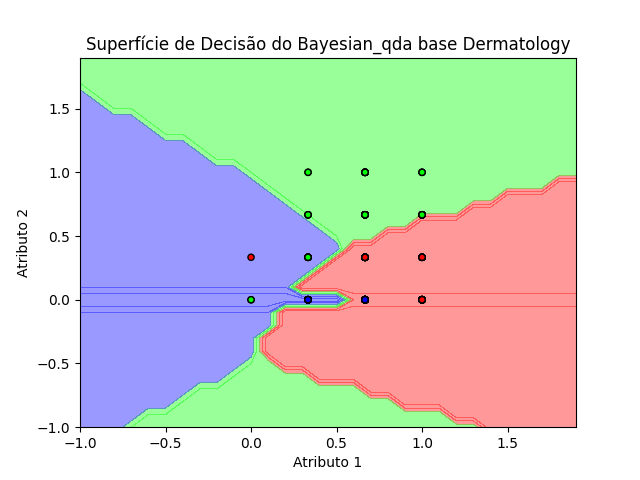 Superfície de Decisão do Bayesian_qda base Dermatology
Atributo 2
1.5
1.0
0.5
0.0
−0.5
−1.0
−1.0 −0.5 0.0 0.5 1.0 1.5
Atributo 1